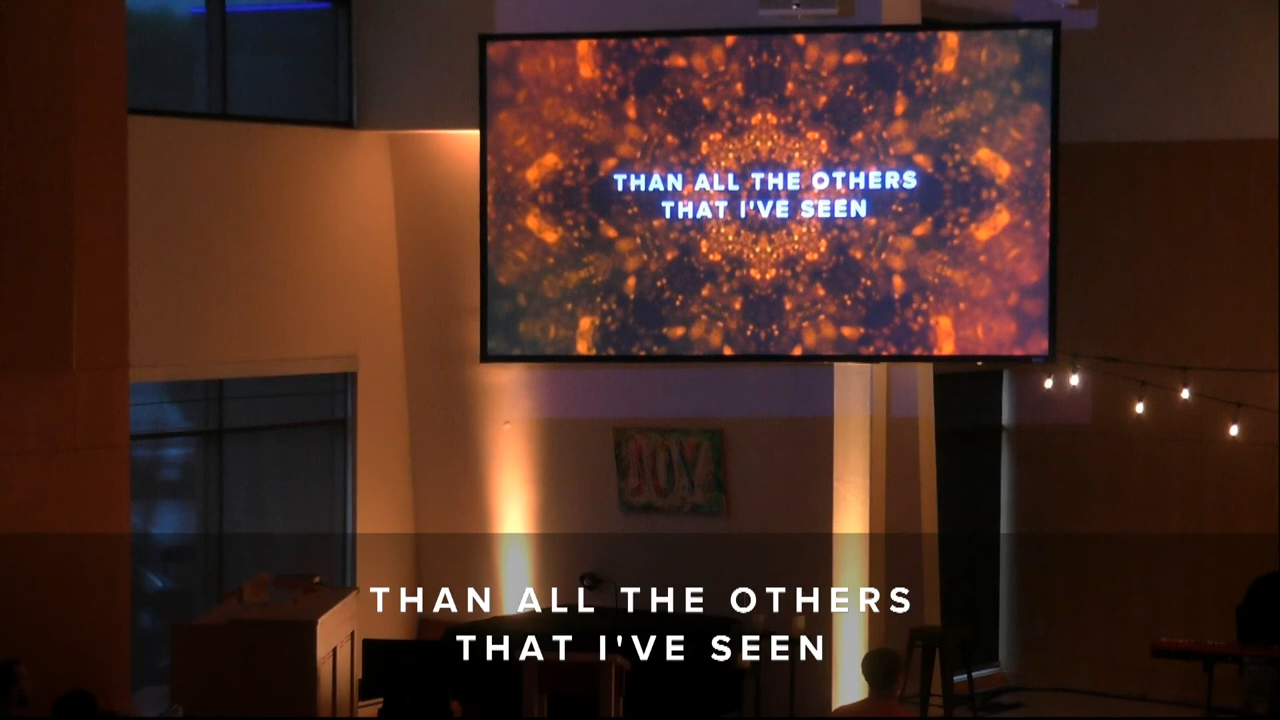 THAN ALL THE OTHERS
THAT I'VE SEEN
JOY
THAN ALL THE OTHERS
THAT I'VE SEEN